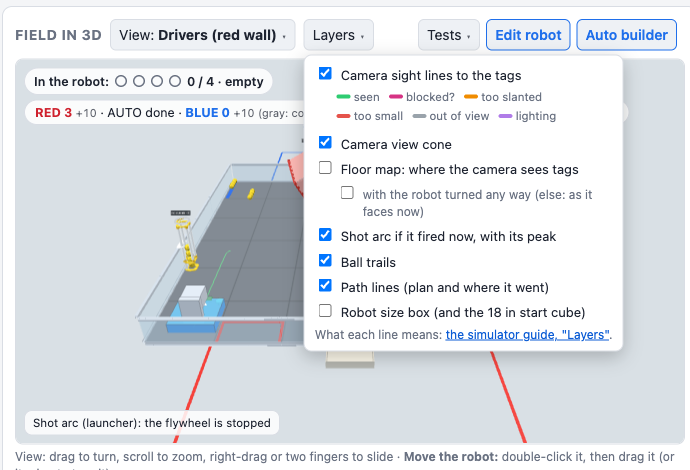 FIELD IN 3D View: Drivers (red wall) Layers Tests Edit robot Auto builder
In the robot: 0 / 4 · empty
RED 3 +10 · AUTO done · BLUE 0 +10 (gray: co
Camera sight lines to the tags
seen blocked? too slanted
too small out of view lighting
Camera view cone
Floor map: where the camera sees tags
with the robot turned any way (else: as it
faces now)
Shot arc if it fired now, with its peak
Ball trails
Path lines (plan and where it went)
Robot size box (and the 18 in start cube)
What each line means: the simulator guide, "Layers".
Shot arc (launcher): the flywheel is stopped
View: drag to turn, scroll to zoom, right-drag or two fingers to slide · Move the robot: double-click it, then drag it (or